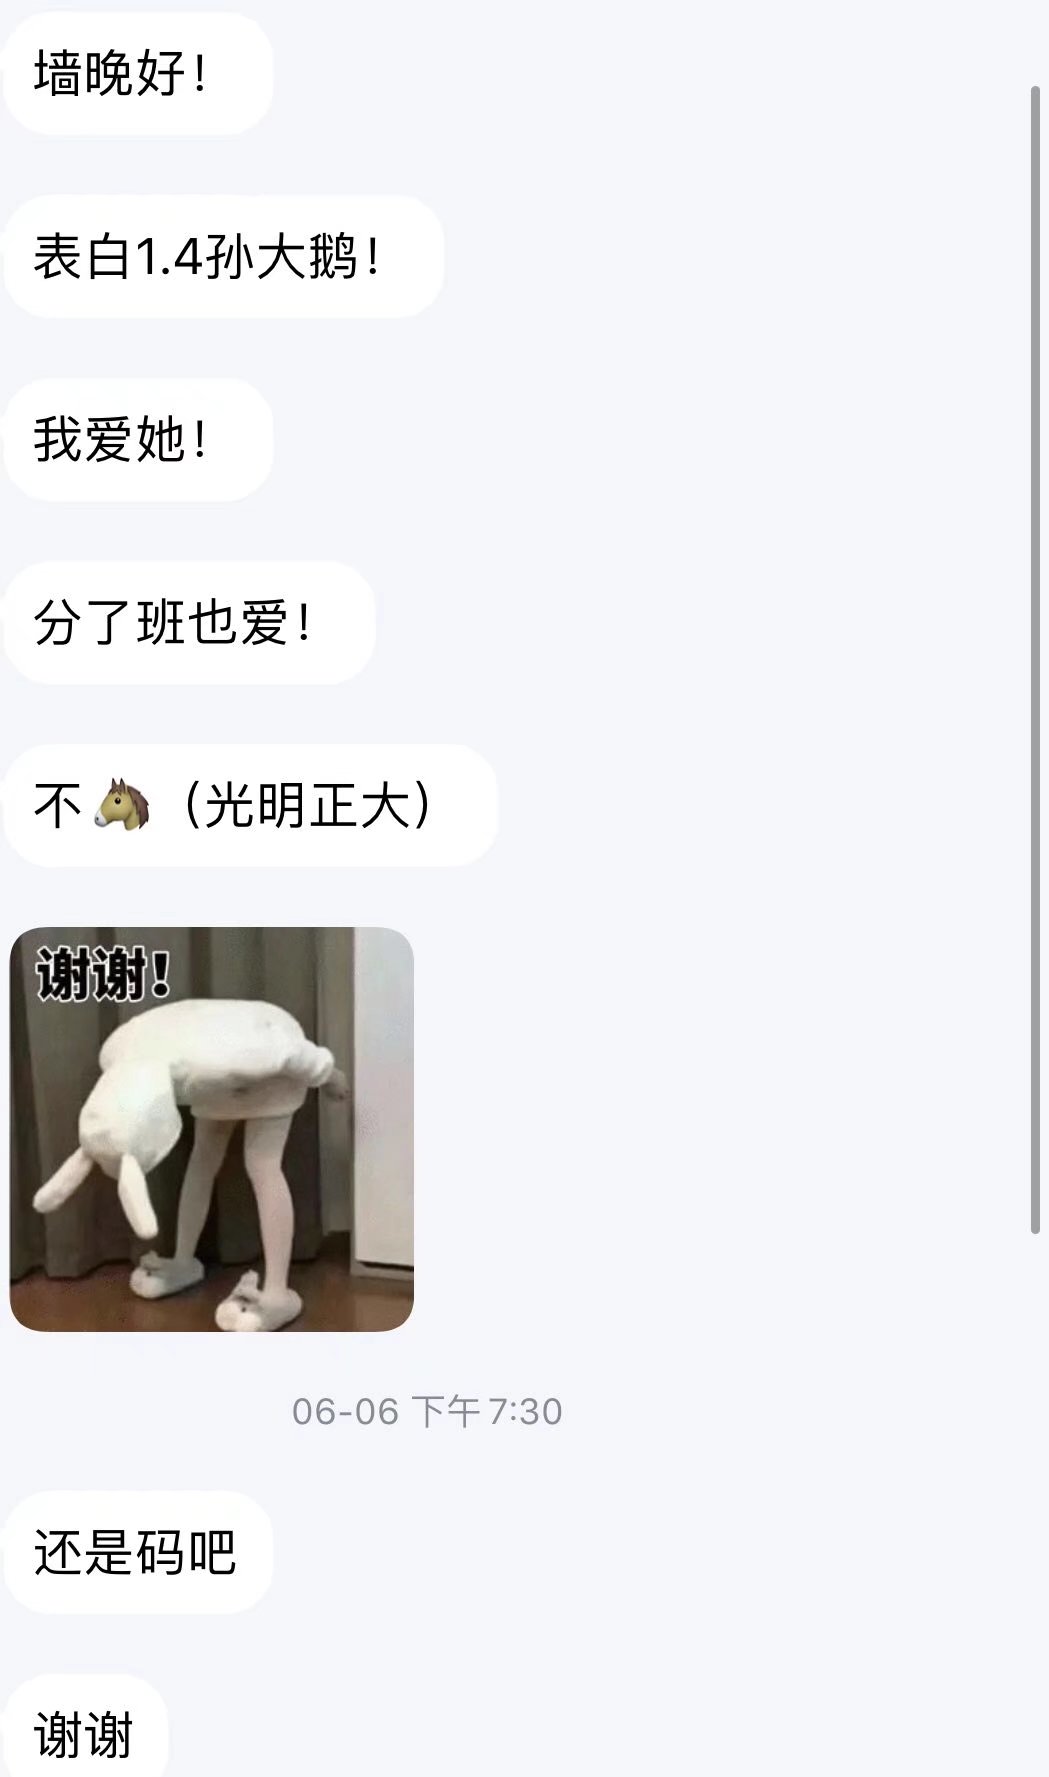 墙晚好！
表白1.4孙大鹅！
我爱她！
分了班也爱！
不🐴（光明正大）
谢谢！
06-06 下午7:30
还是码吧
谢谢